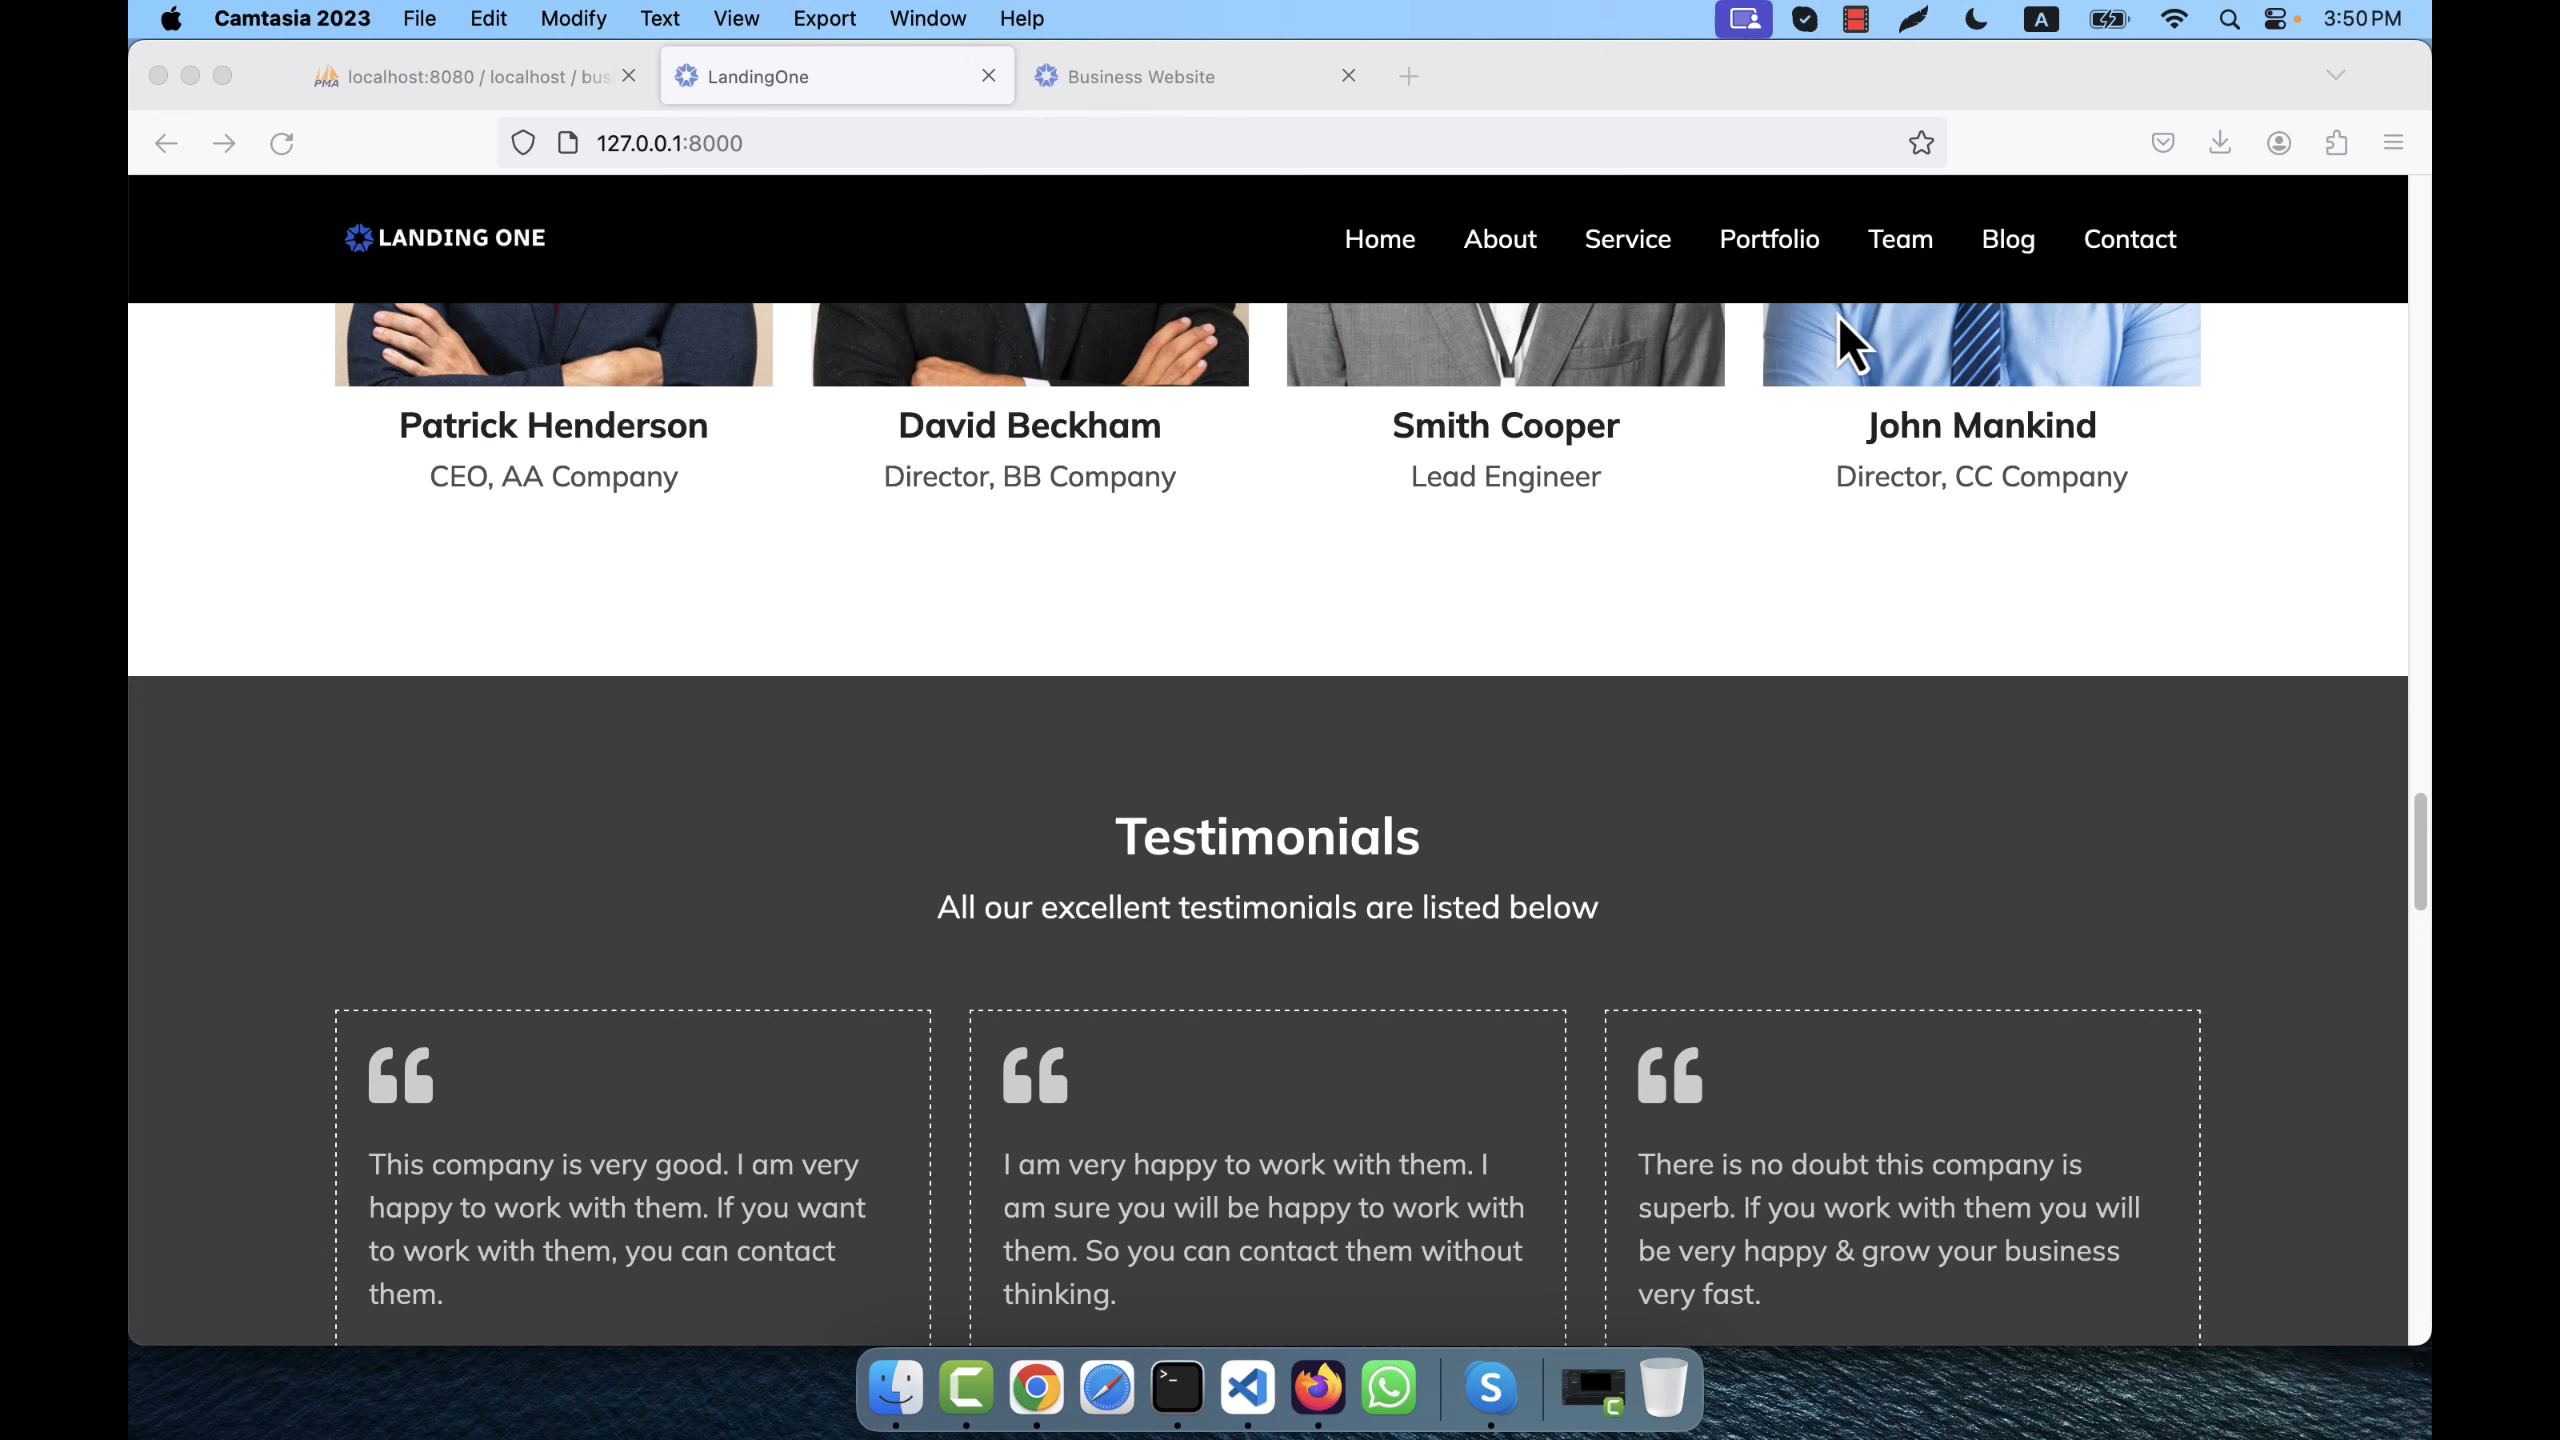 Camtasia 2023 File Edit Modify Text View Export Window Help A 3:50 PM
PMA localhost:8080 / localhost / bus
LandingOne
Business Website
127.0.0.1:8000
LANDING ONE
Home About Service Portfolio Team Blog Contact
Patrick Henderson
CEO, AA Company
David Beckham
Director, BB Company
Smith Cooper
Lead Engineer
John Mankind
Director, CC Company
Testimonials
All our excellent testimonials are listed below
This company is very good. I am very
happy to work with them. If you want
to work with them, you can contact
them.
I am very happy to work with them. I
am sure you will be happy to work with
them. So you can contact them without
thinking.
There is no doubt this company is
superb. If you work with them you will
be very happy & grow your business
very fast.